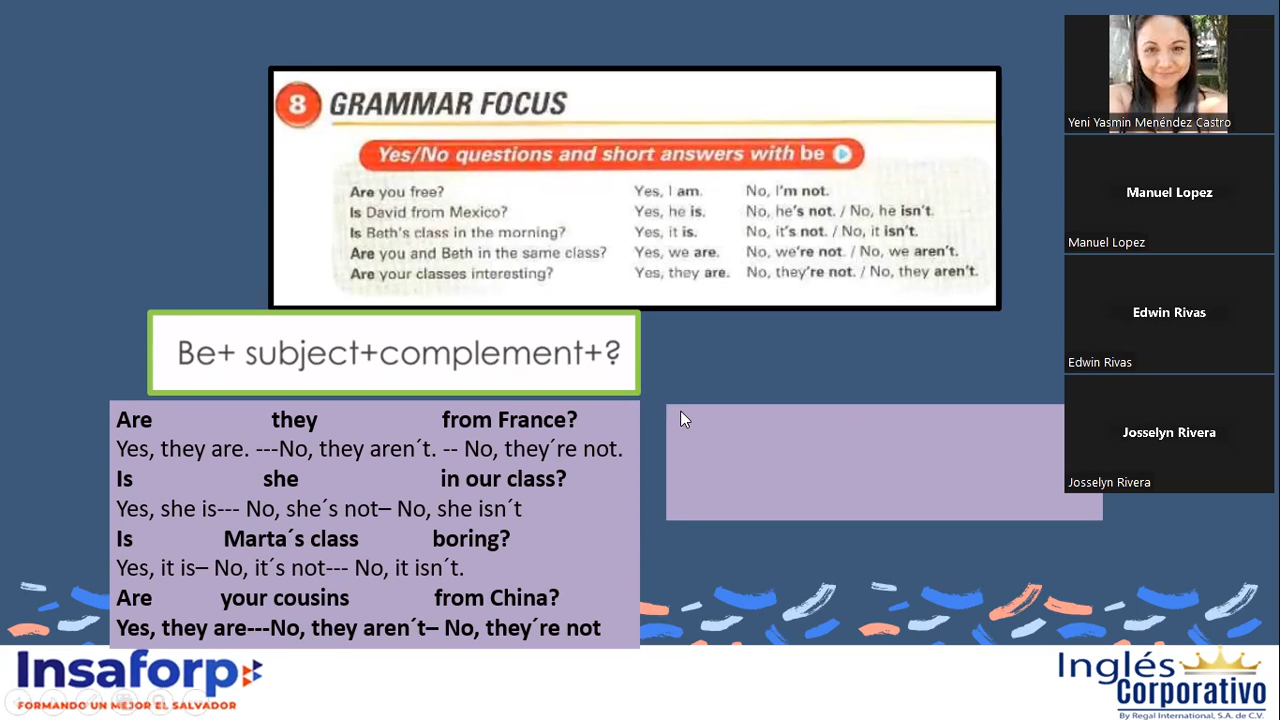 8 GRAMMAR FOCUS
Yes/No questions and short answers with be
Are you free? Yes, I am. No, I'm not.
Is David from Mexico? Yes, he is. No, he's not. / No, he isn't.
Is Beth's class in the morning? Yes, it is. No, it's not. / No, it isn't.
Are you and Beth in the same class? Yes, we are. No, we're not. / No, we aren't.
Are your classes interesting? Yes, they are. No, they're not. / No, they aren't.
Be+ subject+complement+?
Are they from France?
Yes, they are. ---No, they aren´t. -- No, they´re not.
Is she in our class?
Yes, she is--- No, she´s not– No, she isn´t
Is Marta´s class boring?
Yes, it is– No, it´s not--- No, it isn´t.
Are your cousins from China?
Yes, they are---No, they aren´t– No, they´re not
Yeni Yasmin Menéndez Castro
Manuel Lopez
Manuel Lopez
Edwin Rivas
Edwin Rivas
Josselyn Rivera
Josselyn Rivera
Insaforp
FORMANDO UN MEJOR EL SALVADOR
Inglés
Corporativo
By Regal International, S.A. de C.V.